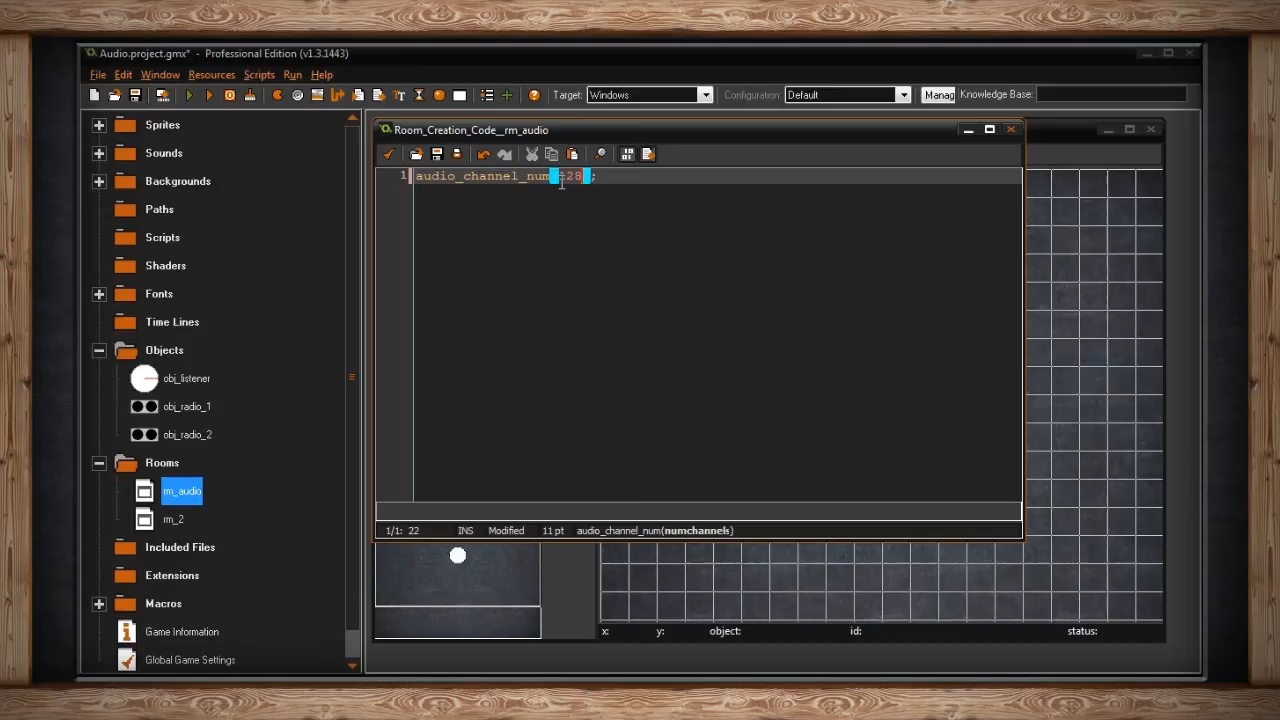 Audio.project.gmx* - Professional Edition (v1.3.1443)
File Edit Window Resources Scripts Run Help
Target: Windows Configuration: Default Manag Knowledge Base:
Sprites
Sounds
Backgrounds
Paths
Scripts
Shaders
Fonts
Time Lines
Objects
obj_listener
obj_radio_1
obj_radio_2
Rooms
rm_audio
rm_2
Included Files
Extensions
Macros
Game Information
Global Game Settings
Room_Creation_Code__rm_audio
1 audio_channel_num(128);
1/1: 22 INS Modified 11 pt audio_channel_num(numchannels)
x: y: object: id: status: